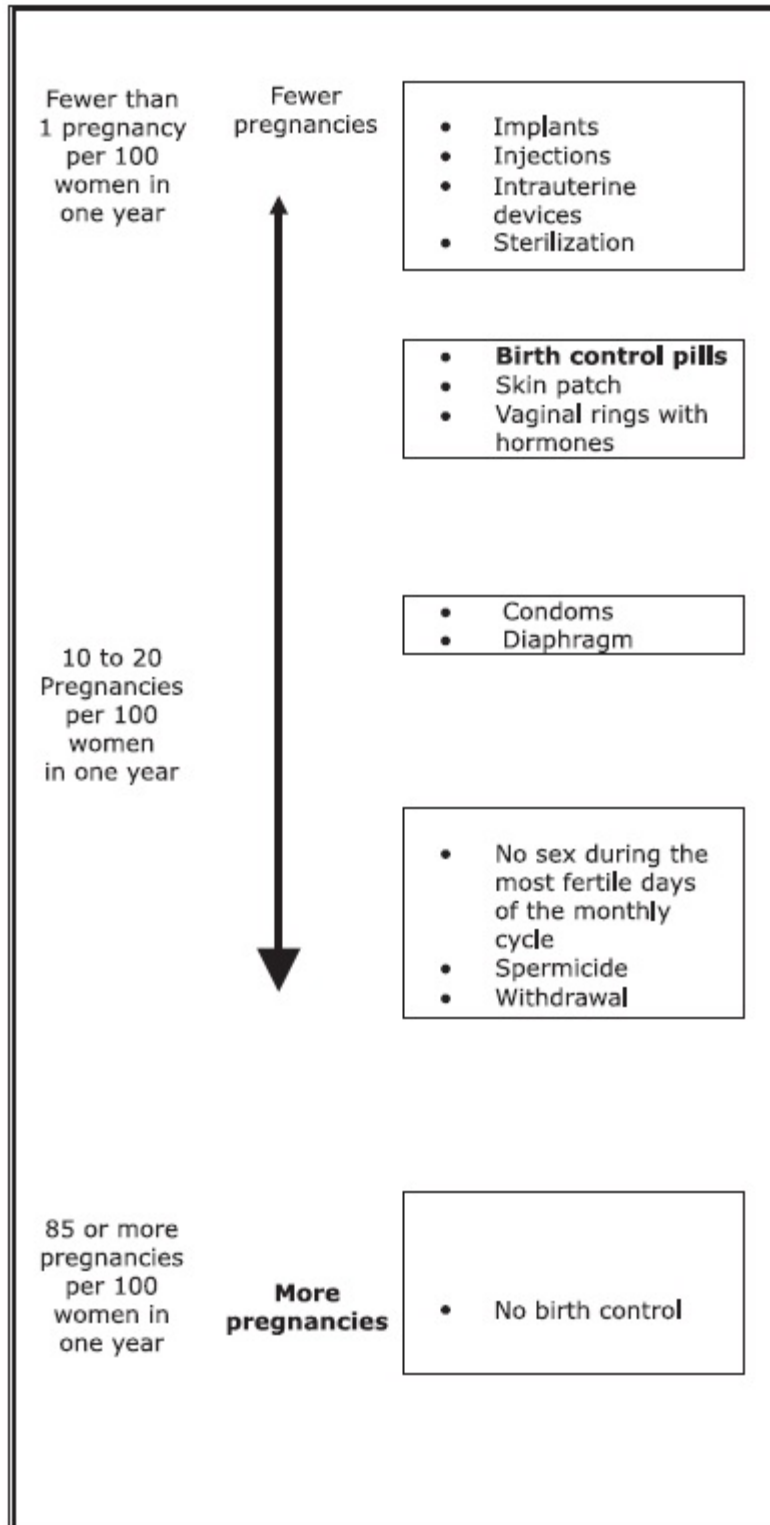 Fewer than
1 pregnancy
per 100
women in
one year
Fewer
pregnancies
• Implants
• Injections
• Intrauterine
devices
• Sterilization
• Birth control pills
• Skin patch
• Vaginal rings with
hormones
• Condoms
• Diaphragm
10 to 20
Pregnancies
per 100
women
in one year
• No sex during the
most fertile days
of the monthly
cycle
• Spermicide
• Withdrawal
85 or more
pregnancies
per 100
women in
one year
More
pregnancies
• No birth control